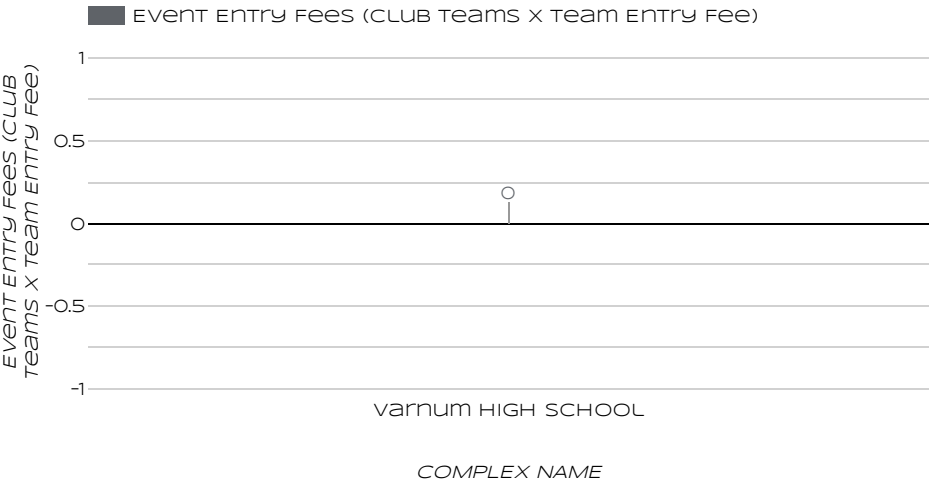 Event Entry Fees (Club Teams x Team Entry Fee)
Event Entry Fees (Club
Teams x Team Entry Fee)
1
0.5
0
0
-0.5
-1
Varnum High School
COMPLEX NAME